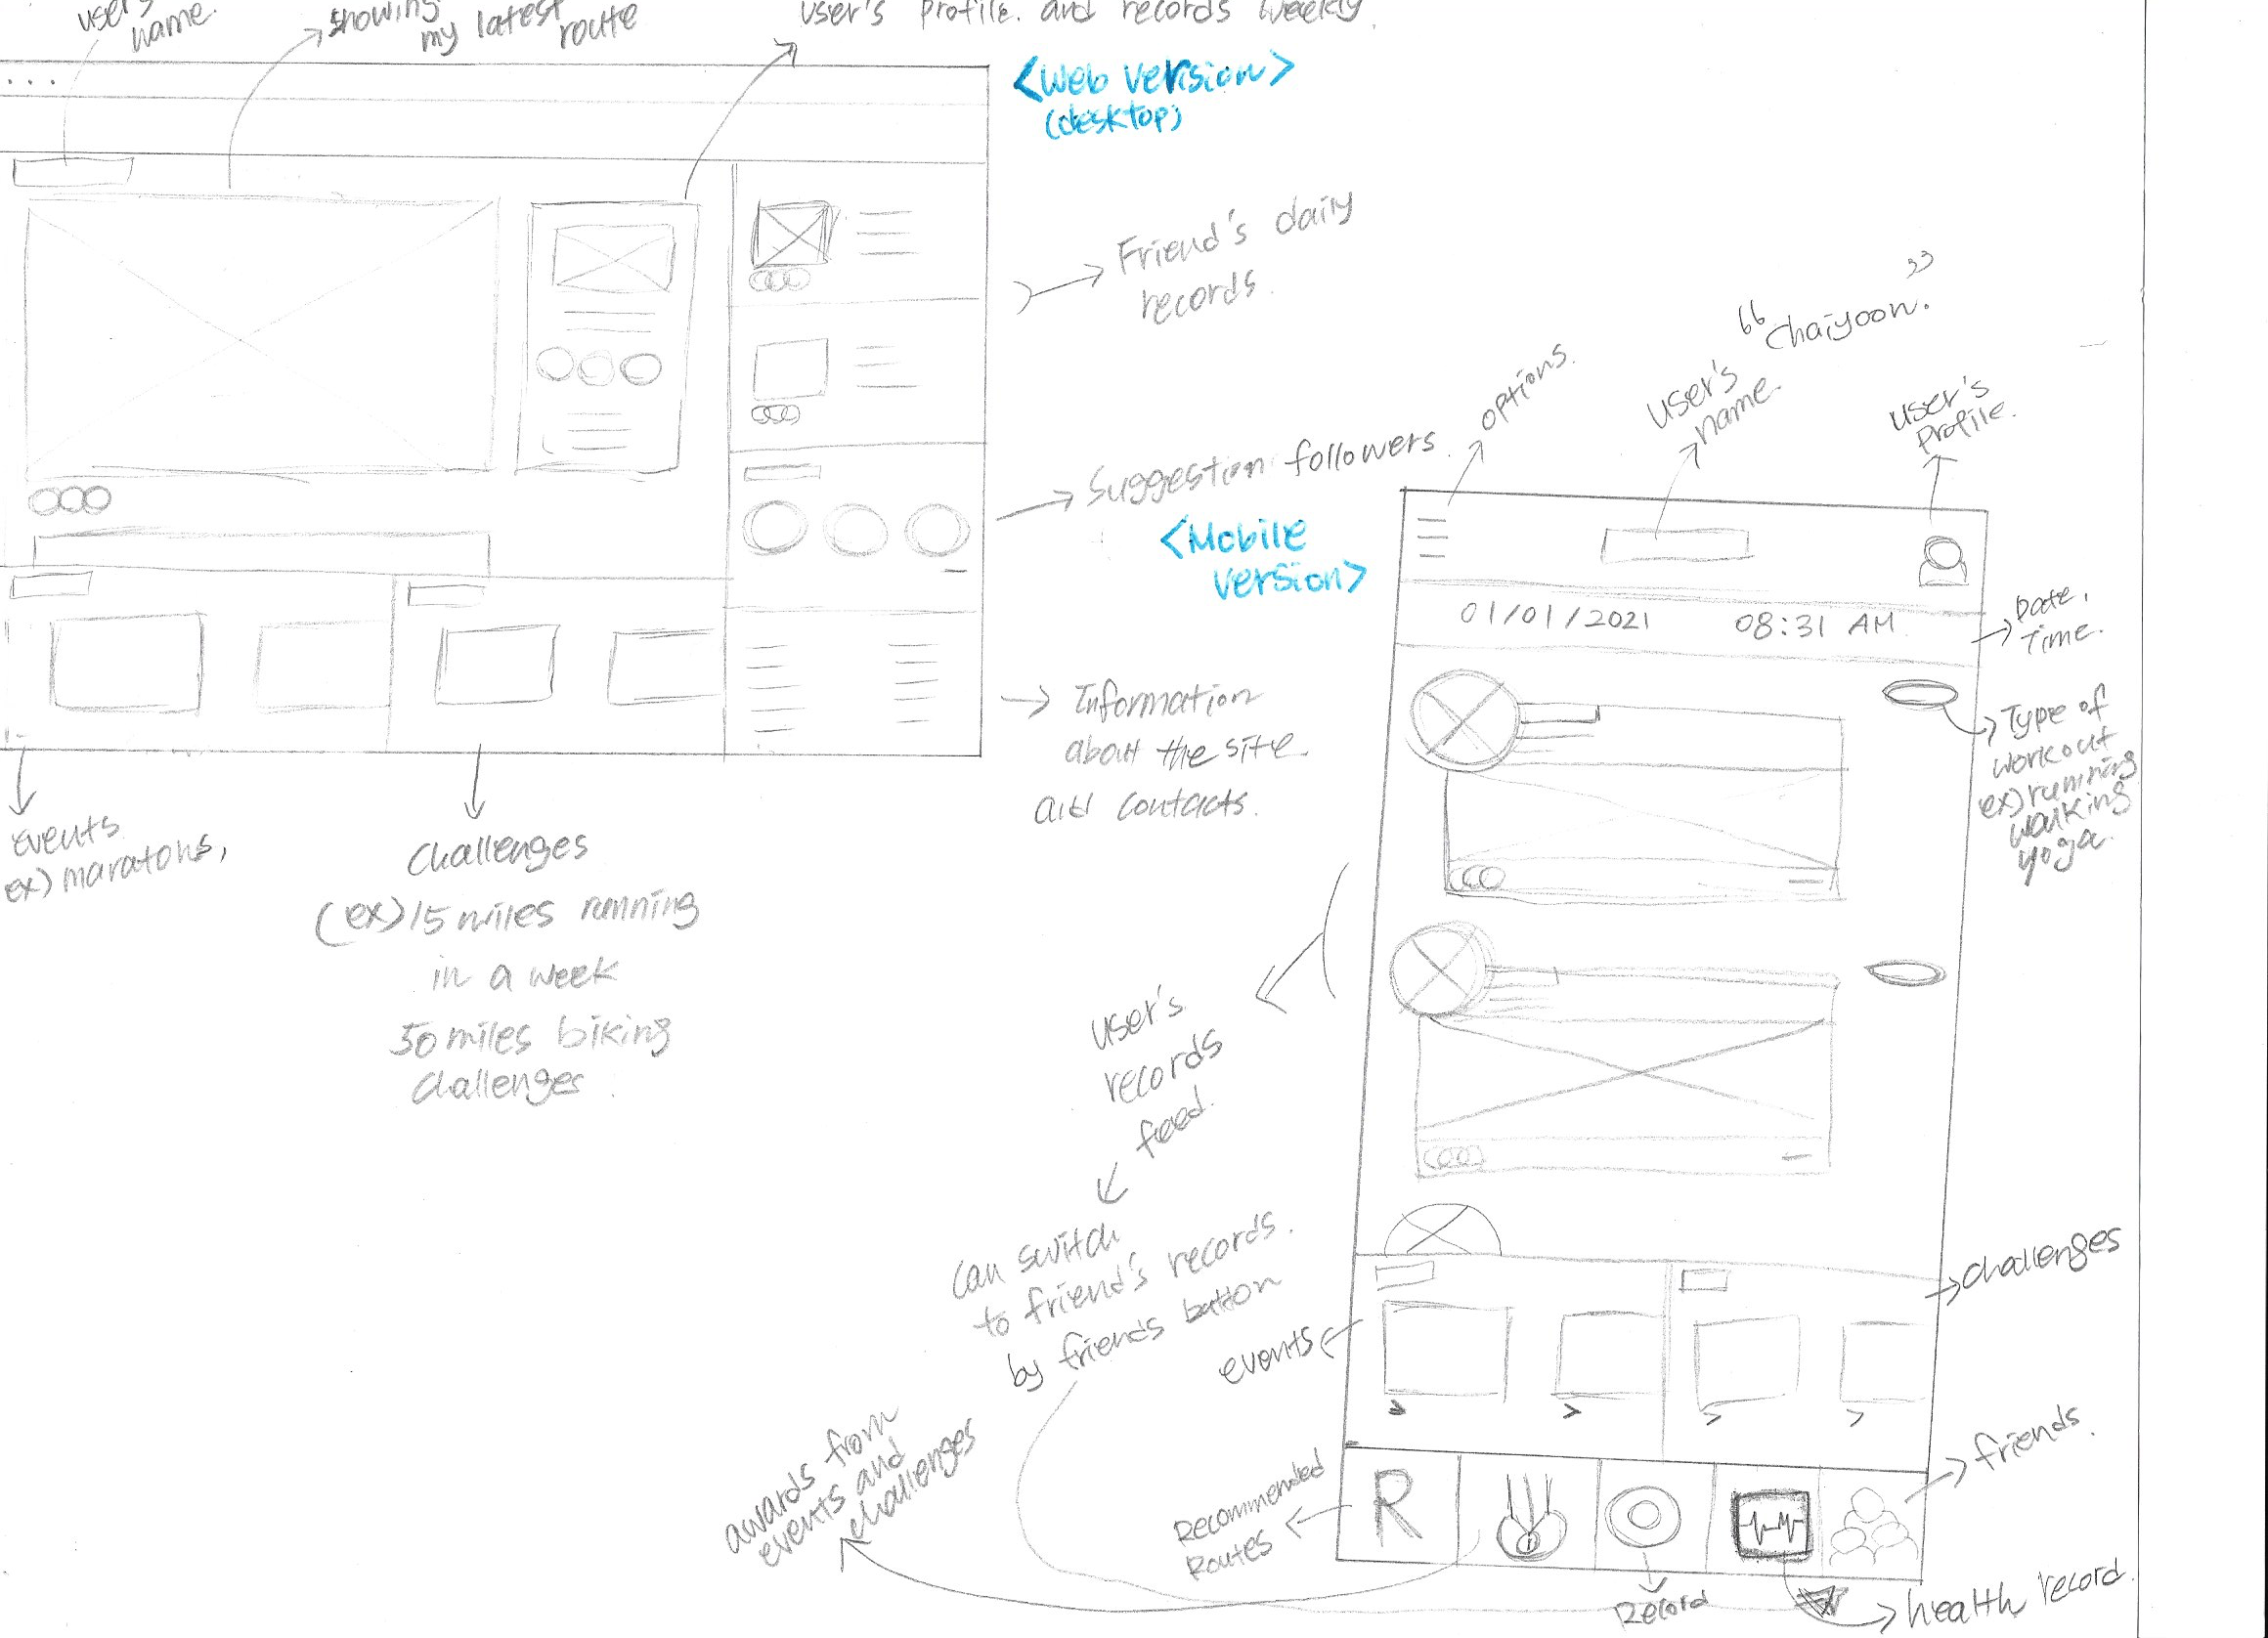 user's
name.
showing
my latest
route
user's profile. and records weekly.
<Web version>
(desktop)
Friend's daily
records.
Suggestion followers.
Information
about the site.
and contacts.
events
ex) maratohs,
challenges
(ex) 15 miles running
in a week
50 miles biking
challenges.
<Mobile
version>
options.
user's
name.
"Chaiyoon."
user's
Profile.
01/01/2021 08:31 AM
Date,
Time.
Type of
workout
ex) running
walking
yoga.
user's
records
feed.
can switch
to friend's records.
by friends button
challenges
events
awards from
events and
challenges
Recommended
Routes
R
friends.
Record
health record.